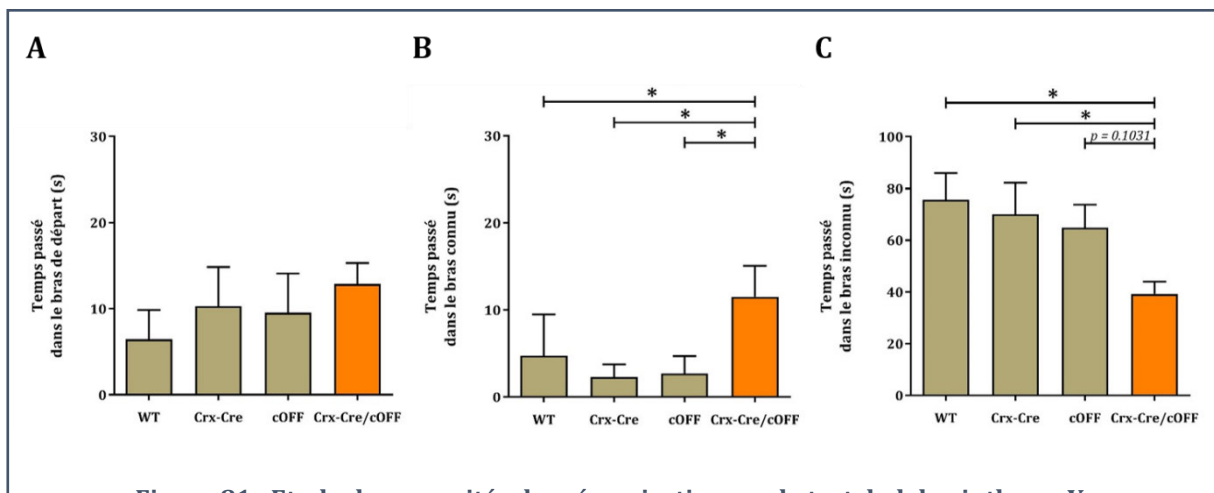 A
Temps passé
dans le bras de départ (s)
30
20
10
0
WT Crx-Cre cOFF Crx-Cre/cOFF
B
*
*
*
Temps passé
dans le bras connu (s)
30
20
10
0
WT Crx-Cre cOFF Crx-Cre/cOFF
C
*
*
p = 0.1031
Temps passé
dans le bras inconnu (s)
100
80
60
40
20
0
WT Crx-Cre cOFF Crx-Cre/cOFF